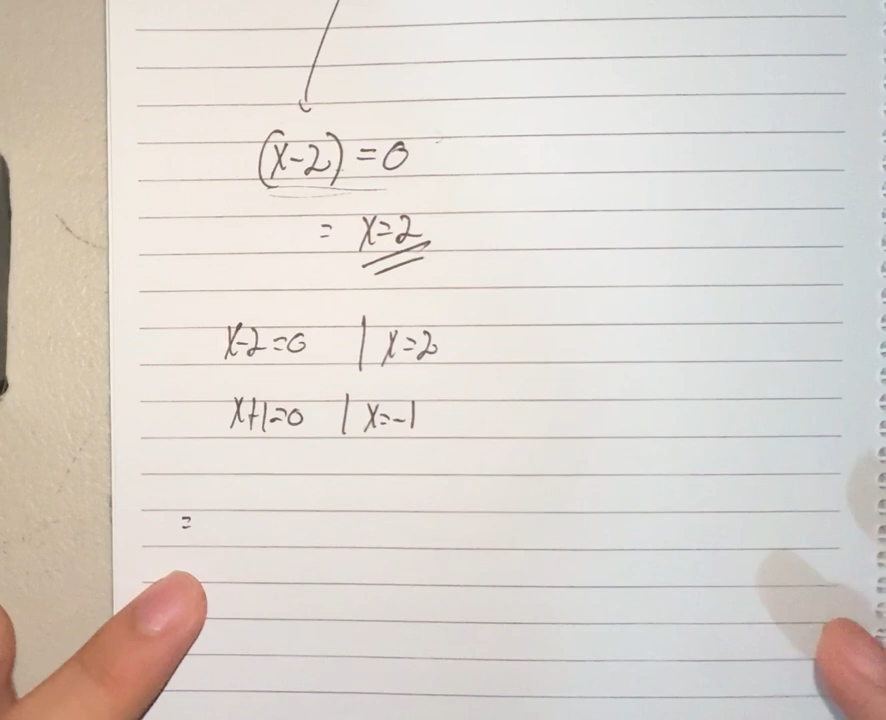 (x-2) = 0
= x=2
x-2=0 | x=2
x+1=0 | x=-1
=